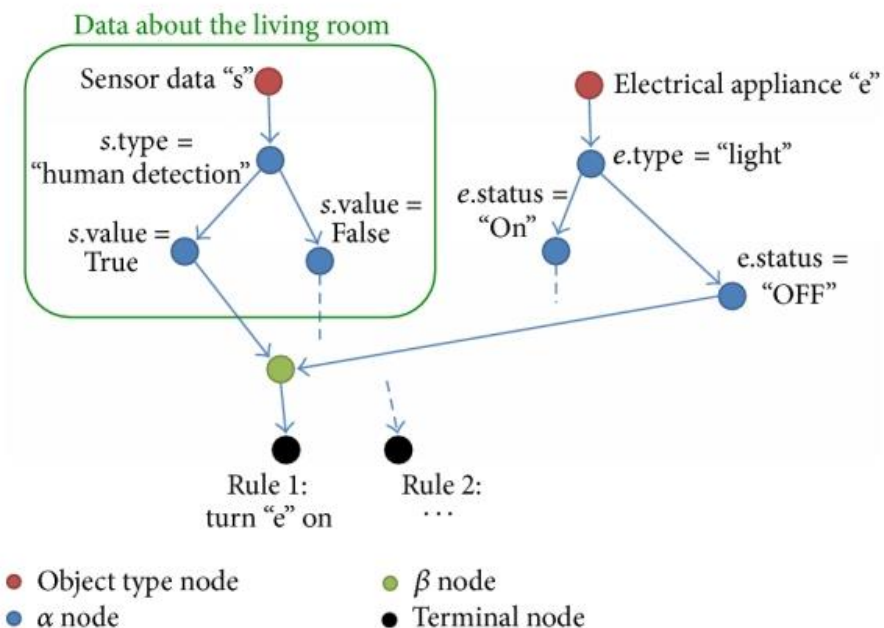 Data about the living room
Sensor data “s”
Electrical appliance “e”
s.type =
“human detection”
e.type = “light”
s.value =
True
s.value =
False
e.status =
“On”
e.status =
“OFF”
Rule 1:
turn “e” on
Rule 2:
...
Object type node
α node
β node
Terminal node